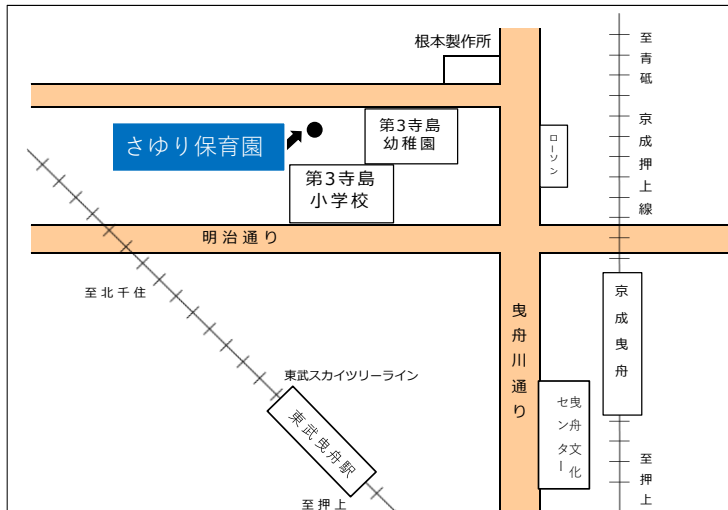 根本製作所
至青砥
京成押上線
さゆり保育園
第3寺島
幼稚園
ローソン
第3寺島
小学校
明治通り
至北千住
京成曳舟
曳舟川通り
東武スカイツリーライン
曳舟文化
センター
東武曳舟駅
至押上
至押上